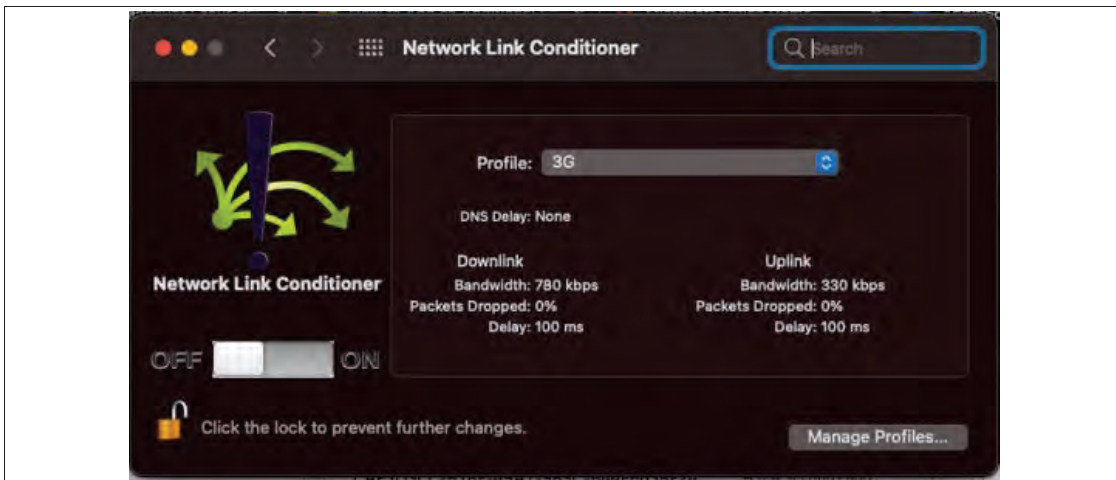 Network Link Conditioner
Search
Profile: 3G
DNS Delay: None
Downlink
Uplink
Bandwidth: 780 kbps
Bandwidth: 330 kbps
Packets Dropped: 0%
Packets Dropped: 0%
Delay: 100 ms
Delay: 100 ms
Network Link Conditioner
OFF ON
Click the lock to prevent further changes.
Manage Profiles...